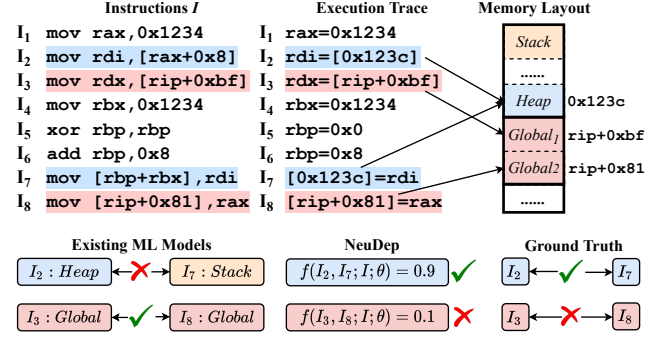 Instructions I Execution Trace Memory Layout
I1 mov rax,0x1234 I1 rax=0x1234 Stack
I2 mov rdi,[rax+0x8] I2 rdi=[0x123c]
I3 mov rdx,[rip+0xbf] I3 rdx=[rip+0xbf] ......
I4 mov rbx,0x1234 I4 rbx=0x1234 Heap 0x123c
I5 xor rbp,rbp I5 rbp=0x0 Global1 rip+0xbf
I6 add rbp,0x8 I6 rbp=0x8 Global2 rip+0x81
I7 mov [rbp+rbx],rdi I7 [0x123c]=rdi
I8 mov [rip+0x81],rax I8 [rip+0x81]=rax ......
Existing ML Models NeuDep Ground Truth
I2 : Heap I7 : Stack f(I2, I7; I; θ) = 0.9 I2 I7
I3 : Global I8 : Global f(I3, I8; I; θ) = 0.1 I3 I8